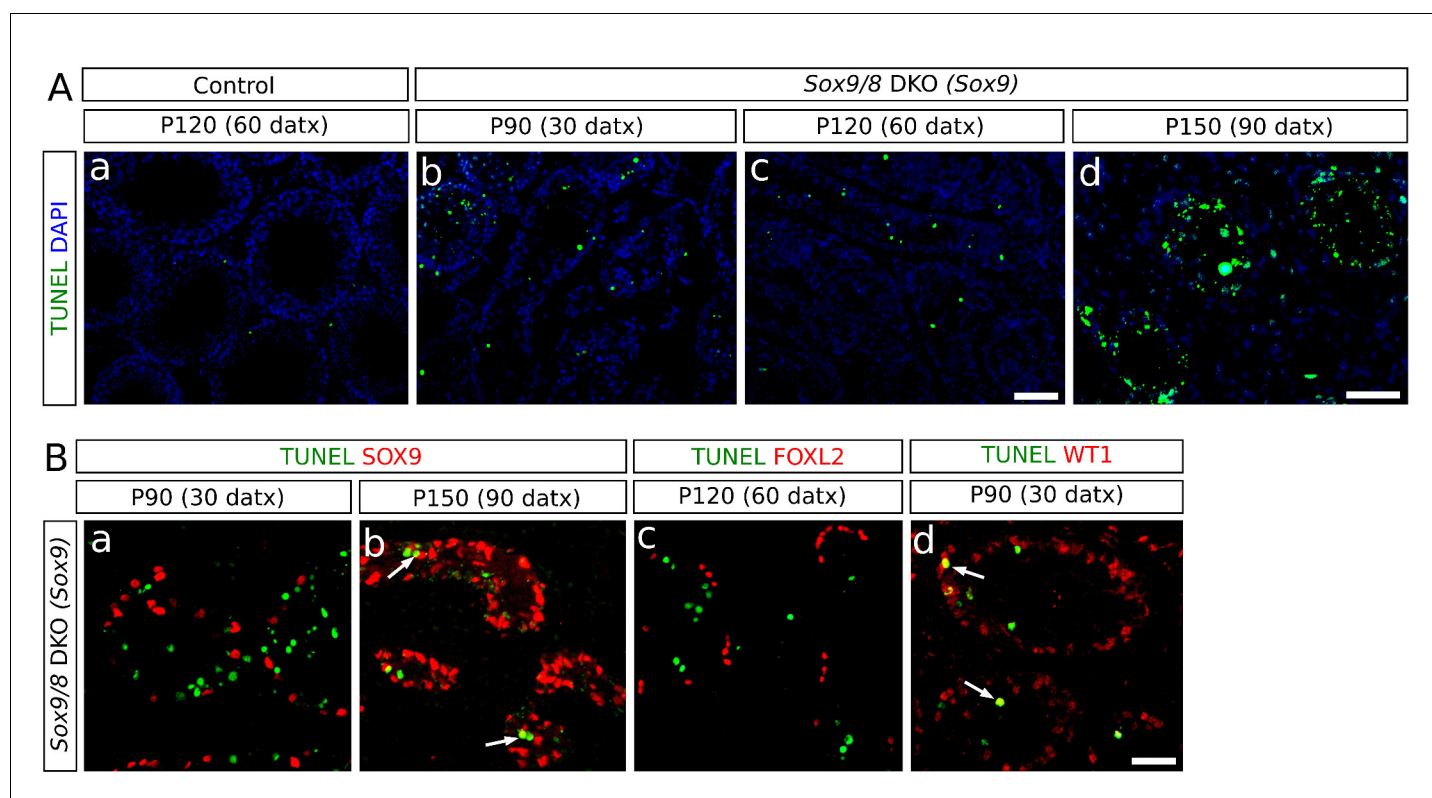 A
Control
Sox9/8 DKO (Sox9)
P120 (60 datx)
P90 (30 datx)
P120 (60 datx)
P150 (90 datx)
TUNEL DAPI
a
b
c
d
B
TUNEL SOX9
TUNEL FOXL2
TUNEL WT1
P90 (30 datx)
P150 (90 datx)
P120 (60 datx)
P90 (30 datx)
Sox9/8 DKO (Sox9)
a
b
c
d